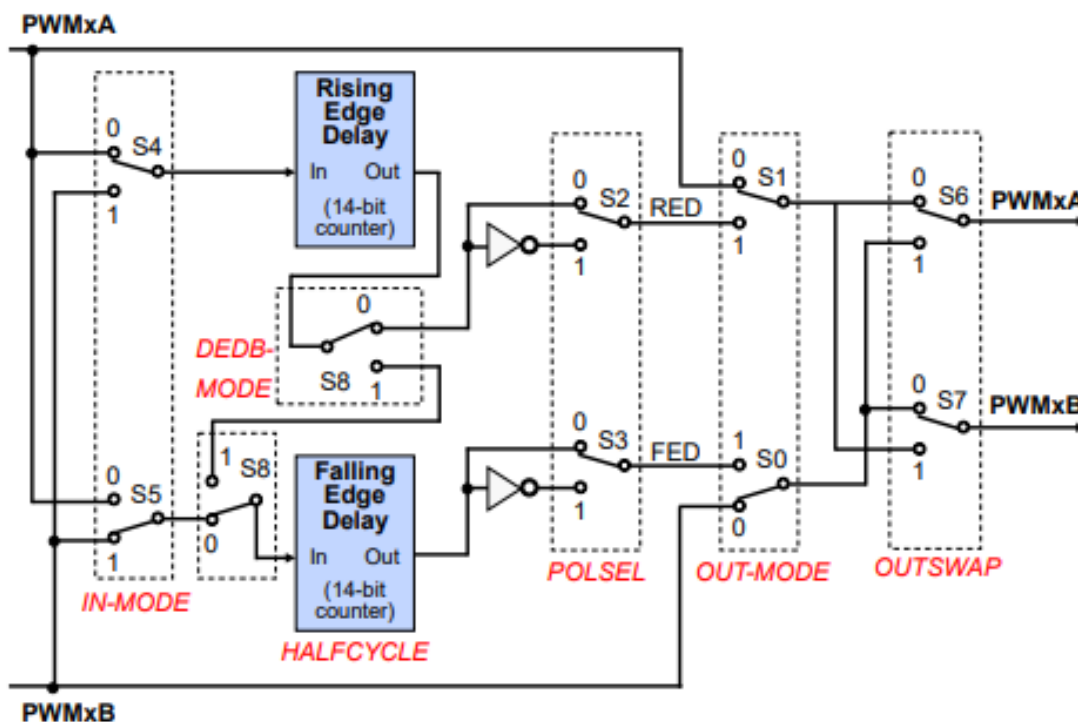 PWMxA
Rising
Edge
Delay
In Out
(14-bit
counter)
0
S4
1
0
S2
1
RED
0
S1
1
0
S6
1
PWMxA
DEDB-
MODE
0
S8
1
0
S5
1
1
S8
0
Falling
Edge
Delay
In Out
(14-bit
counter)
0
S3
1
FED
1
S0
0
0
S7
1
PWMxB
IN-MODE
HALFCYCLE
POLSEL
OUT-MODE
OUTSWAP
PWMxB